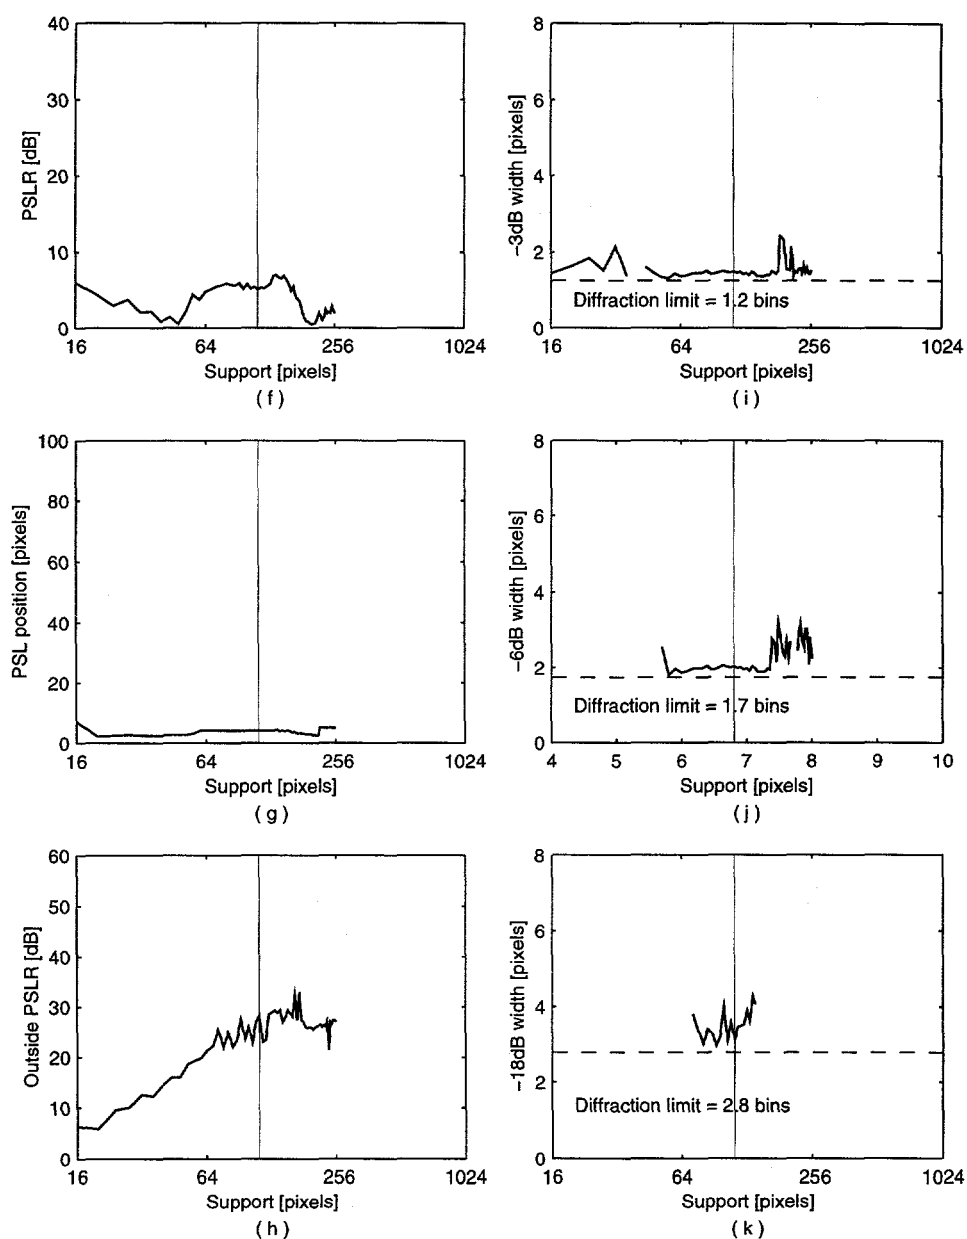 40
30
20
10
0
PSLR [dB]
16 64 256 1024
Support [pixels]
( f )
8
6
4
2
0
−3dB width [pixels]
Diffraction limit = 1.2 bins
16 64 256 1024
Support [pixels]
( i )
100
80
60
40
20
0
PSL position [pixels]
16 64 256 1024
Support [pixels]
( g )
8
6
4
2
0
−6dB width [pixels]
Diffraction limit = 1.7 bins
4 5 6 7 8 9 10
Support [pixels]
( j )
60
50
40
30
20
10
0
Outside PSLR [dB]
16 64 256 1024
Support [pixels]
( h )
8
6
4
2
0
−18dB width [pixels]
Diffraction limit = 2.8 bins
16 64 256 1024
Support [pixels]
( k )